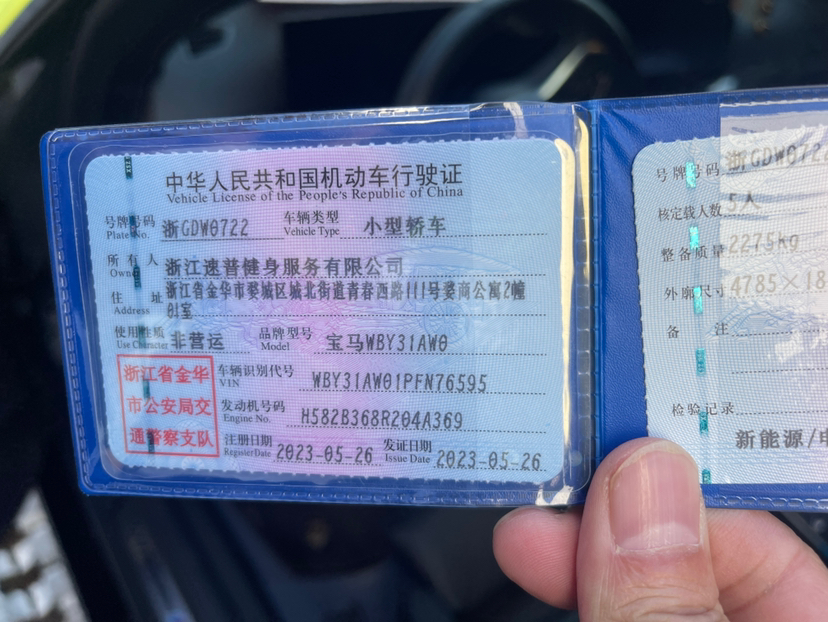 中华人民共和国机动车行驶证
Vehicle License of the People's Republic of China
号牌号码 浙GDW0722 车辆类型 小型轿车
Plate No. Vehicle Type
所有人 浙江速普健身服务有限公司
Owner
住址 浙江省金华市婺城区城北街道青春西路111号婺商公寓2幢
Address 01室
使用性质 非营运 品牌型号 宝马WBY31AW0
Use Character Model
浙江省金华
市公安局交
通警察支队
车辆识别代号 WBY31AW01PFN76595
VIN
发动机号码 H582B368R204A369
Engine No.
注册日期 2023-05-26 发证日期 2023-05-26
Register Date Issue Date
号牌号码 浙GDW072
核定载人数 5人
整备质量 2275kg
外廓尺寸 4785×18
备注
检验记录
新能源/